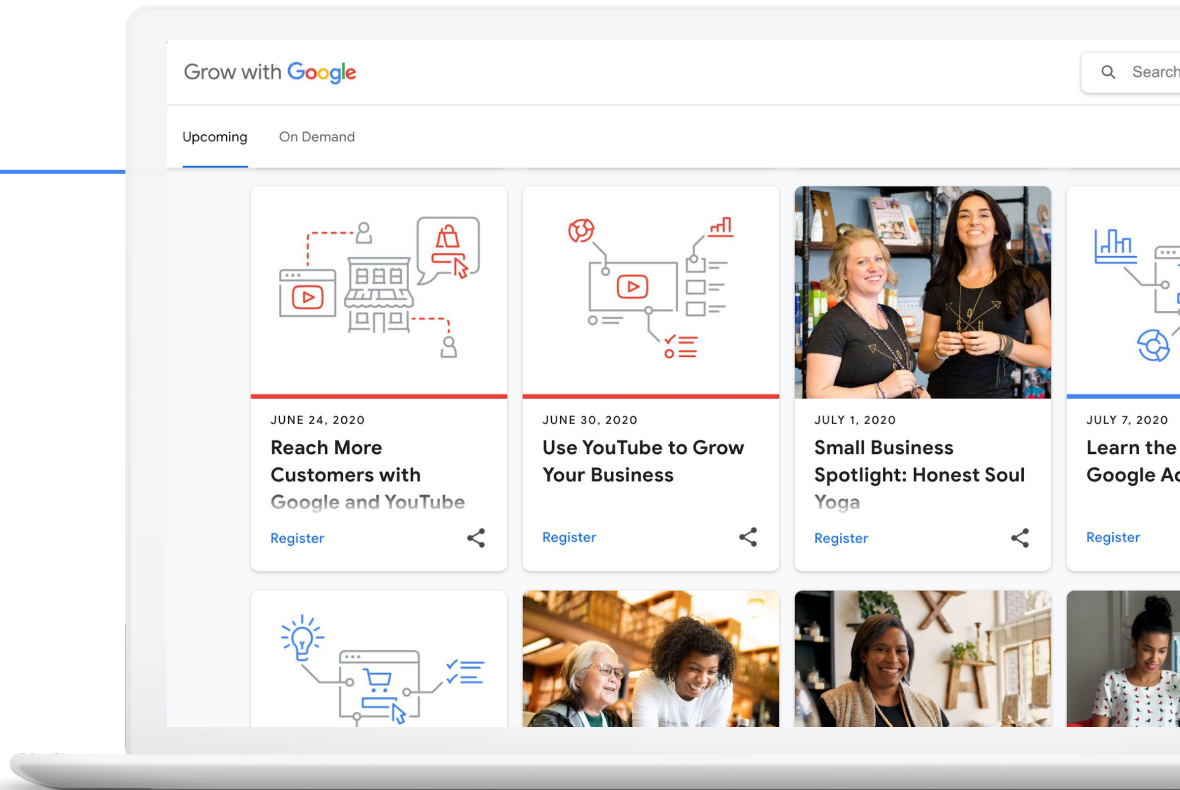 Grow with Google
Search
Upcoming
On Demand
JUNE 24, 2020
Reach More
Customers with
Google and YouTube
Register
JUNE 30, 2020
Use YouTube to Grow
Your Business
Register
JULY 1, 2020
Small Business
Spotlight: Honest Soul
Yoga
Register
JULY 7, 2020
Learn the
Google
Register